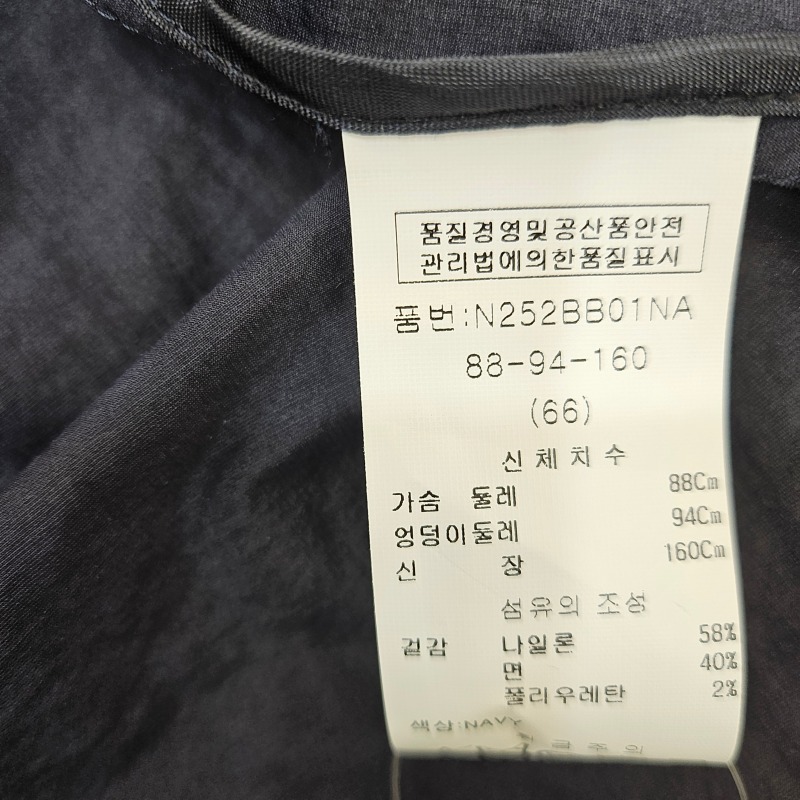 품질경영및공산품안전
관리법에의한품질표시
품번:N252BB01NA
88-94-160
(66)
신체치수
가슴 둘레 88Cm
엉덩이둘레 94Cm
신 장 160Cm
섬유의 조성
겉감 나일론 58%
면 40%
폴리우레탄 2%
색상:NAVY